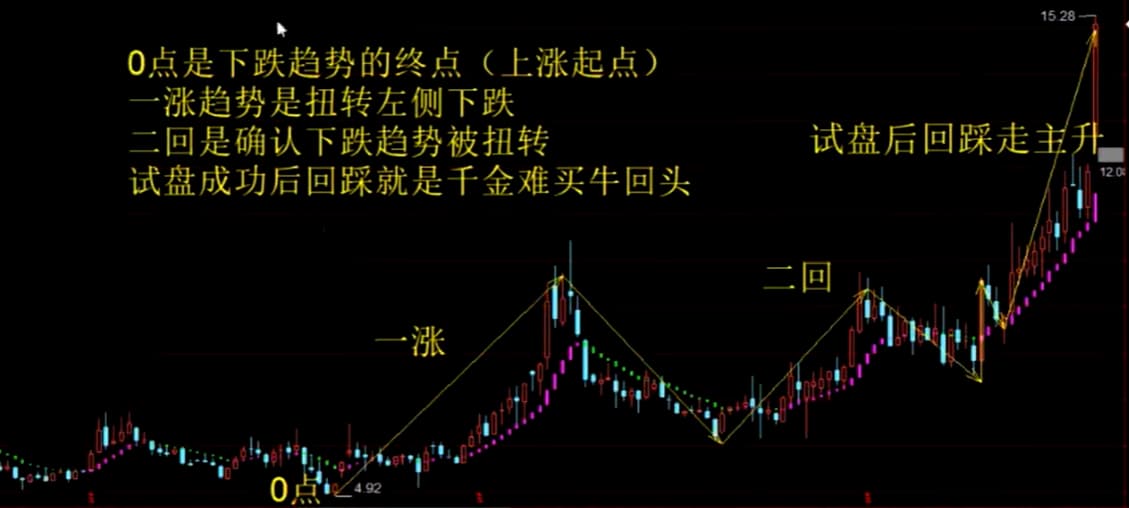 15.28
0点是下跌趋势的终点（上涨起点）
一涨趋势是扭转左侧下跌
二回是确认下跌趋势被扭转
试盘成功后回踩就是千金难买牛回头
试盘后回踩走主升
12.0
二回
一涨
0点
4.92